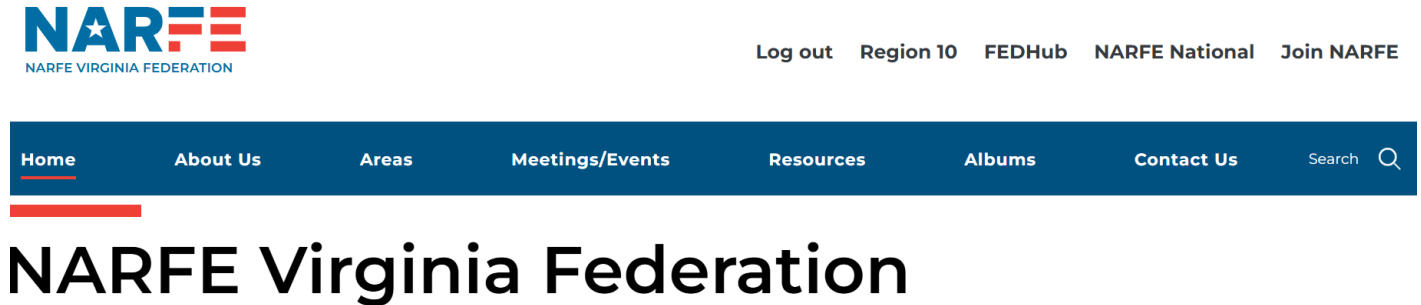 NARFE
NARFE VIRGINIA FEDERATION
Log out Region 10 FEDHub NARFE National Join NARFE
Home About Us Areas Meetings/Events Resources Albums Contact Us Search
NARFE Virginia Federation